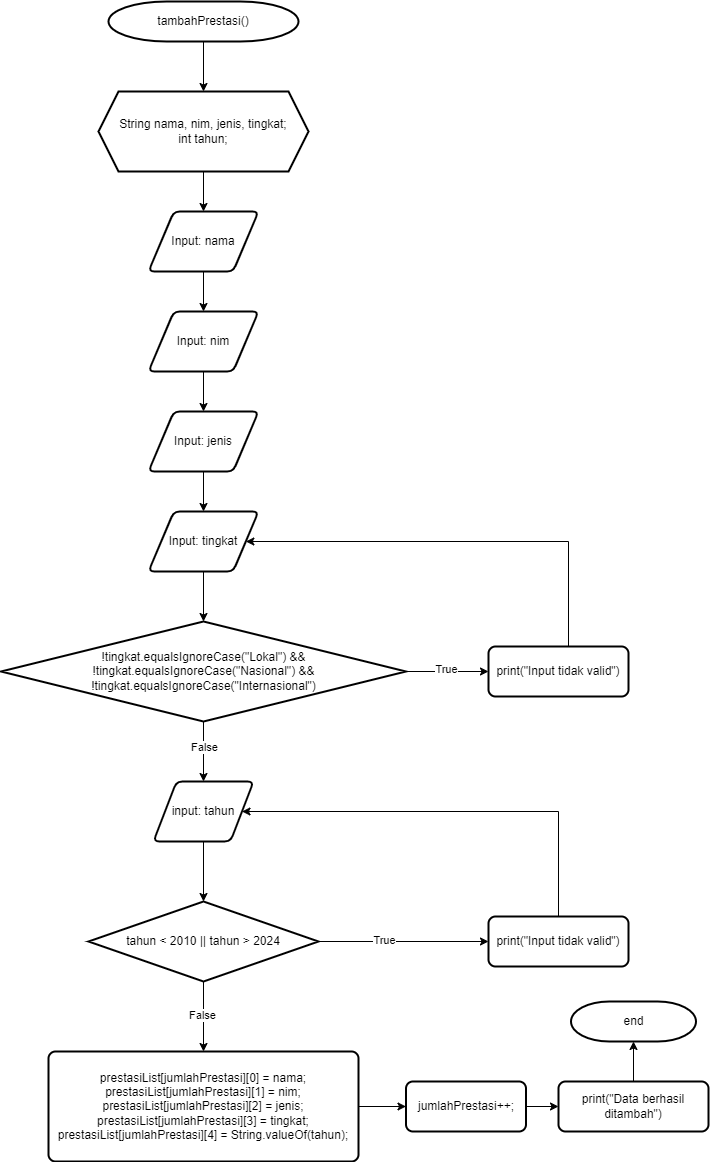 tambahPrestasi()
String nama, nim, jenis, tingkat;
int tahun;
Input: nama
Input: nim
Input: jenis
Input: tingkat
!tingkat.equalsIgnoreCase("Lokal") &&
!tingkat.equalsIgnoreCase("Nasional") &&
!tingkat.equalsIgnoreCase("Internasional")
True
print("Input tidak valid")
False
input: tahun
tahun < 2010 || tahun > 2024
True
print("Input tidak valid")
False
prestasiList[jumlahPrestasi][0] = nama;
prestasiList[jumlahPrestasi][1] = nim;
prestasiList[jumlahPrestasi][2] = jenis;
prestasiList[jumlahPrestasi][3] = tingkat;
prestasiList[jumlahPrestasi][4] = String.valueOf(tahun);
jumlahPrestasi++;
print("Data berhasil
ditambah")
end